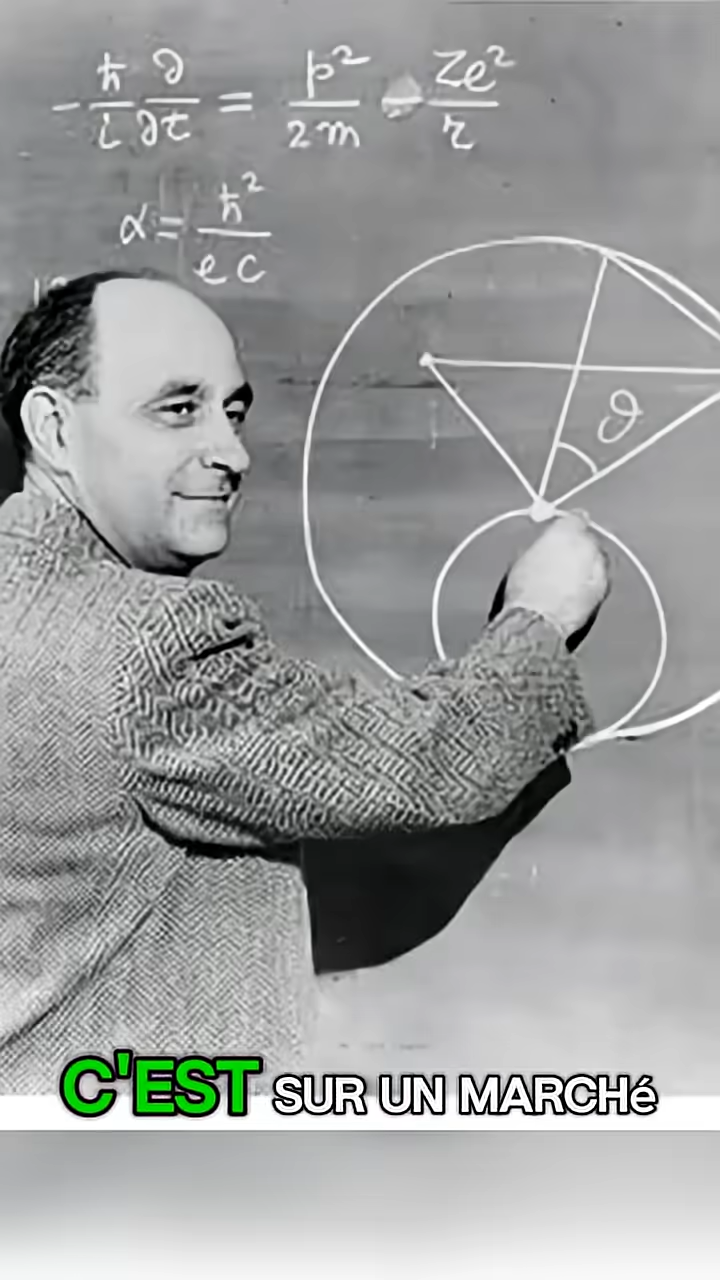 -ħ/i ∂/∂t = p²/2m - Ze²/r
α = ħ²/ec
ϑ
C'EST SUR UN MARCHé